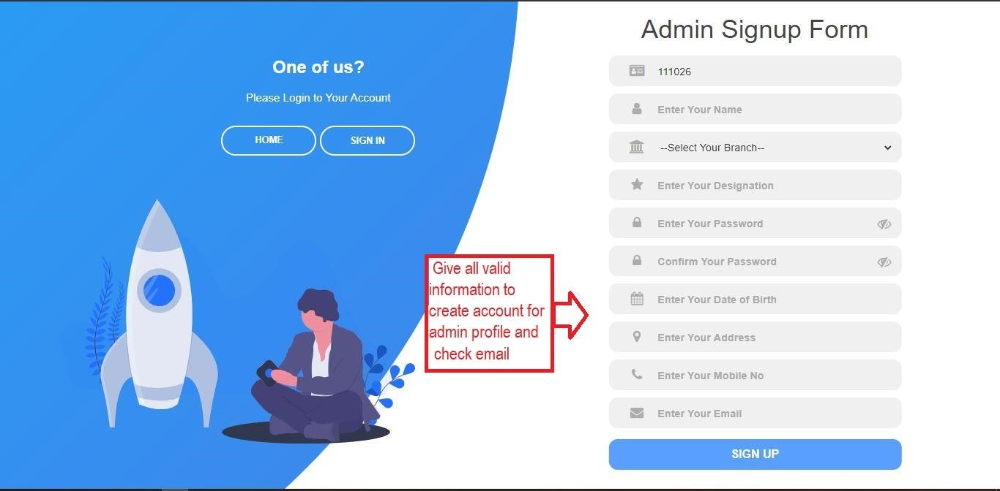 Admin Signup Form
One of us?
Please Login to Your Account
HOME
SIGN IN
111026
Enter Your Name
--Select Your Branch--
Enter Your Designation
Enter Your Password
Confirm Your Password
Enter Your Date of Birth
Enter Your Address
Enter Your Mobile No
Enter Your Email
SIGN UP
Give all valid
information to
create account for
admin profile and
check email